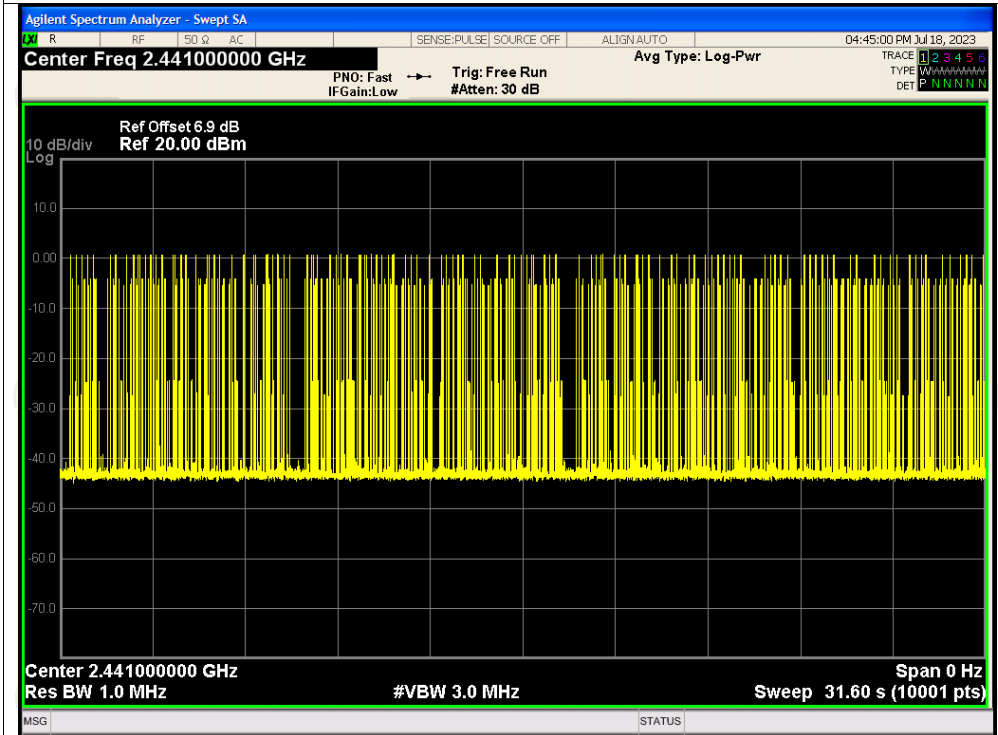 Agilent Spectrum Analyzer - Swept SA
LXI R RF 50 Ω AC SENSE:PULSE SOURCE OFF ALIGN AUTO 04:45:00 PM Jul 18, 2023
Center Freq 2.441000000 GHz Avg Type: Log-Pwr TRACE 1 2 3 4 5 6
PNO: Fast Trig: Free Run TYPE W
IFGain:Low #Atten: 30 dB DET P N N N N N
Ref Offset 6.9 dB
10 dB/div Ref 20.00 dBm
Log
10.0
0.00
-10.0
-20.0
-30.0
-40.0
-50.0
-60.0
-70.0
Center 2.441000000 GHz Span 0 Hz
Res BW 1.0 MHz #VBW 3.0 MHz Sweep 31.60 s (10001 pts)
MSG STATUS